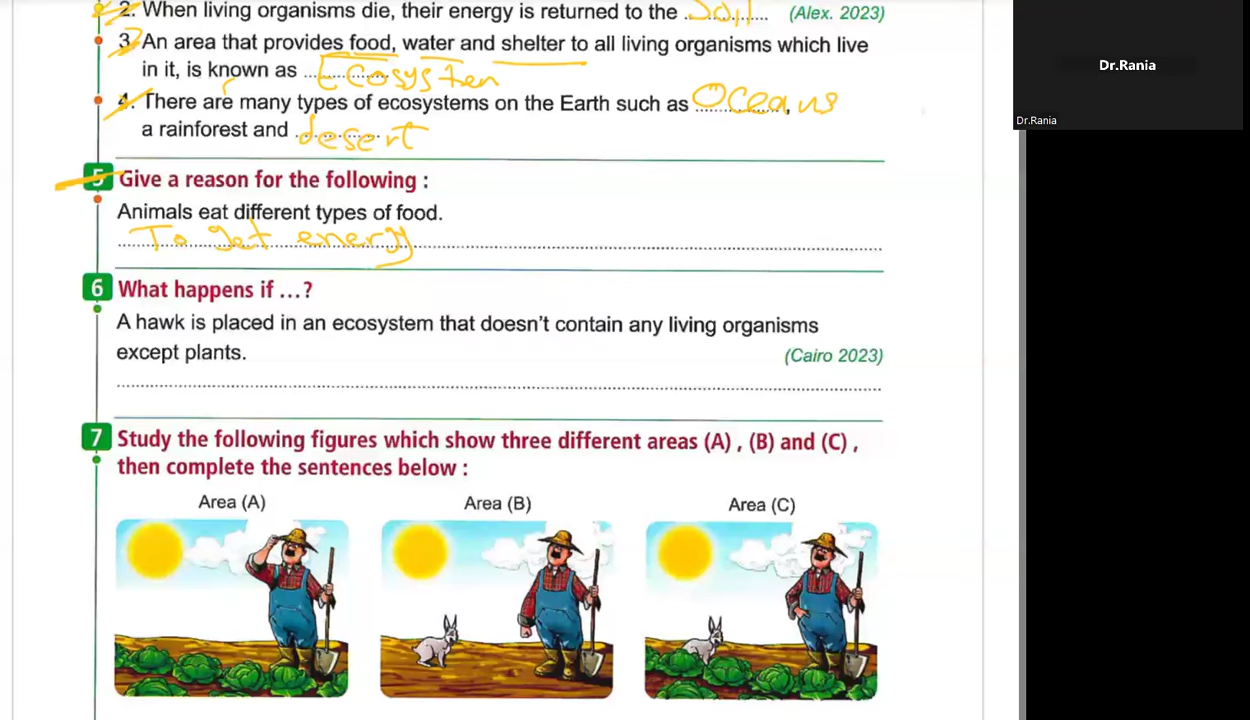 2. When living organisms die, their energy is returned to the ..Soil.. (Alex. 2023)
3. An area that provides food, water and shelter to all living organisms which live
in it, is known as ... Ecosystem
4. There are many types of ecosystems on the Earth such as Oceans,
a rainforest and desert
5 Give a reason for the following :
Animals eat different types of food.
To get energy
6 What happens if ...?
A hawk is placed in an ecosystem that doesn't contain any living organisms
except plants. (Cairo 2023)
7 Study the following figures which show three different areas (A) , (B) and (C) ,
then complete the sentences below :
Area (A) Area (B) Area (C)
Dr.Rania
Dr.Rania